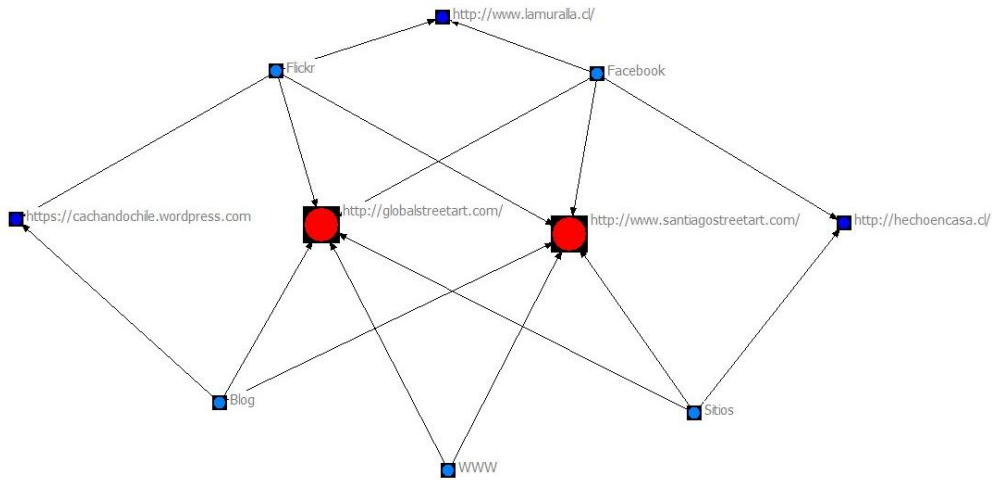 http://www.lamuralla.cl/
Flickr
Facebook
https://cachandochile.wordpress.com
http://globalstreetart.com/
http://www.santiagostreetart.com/
http://hechoencasa.cl/
Blog
Sitios
WWW